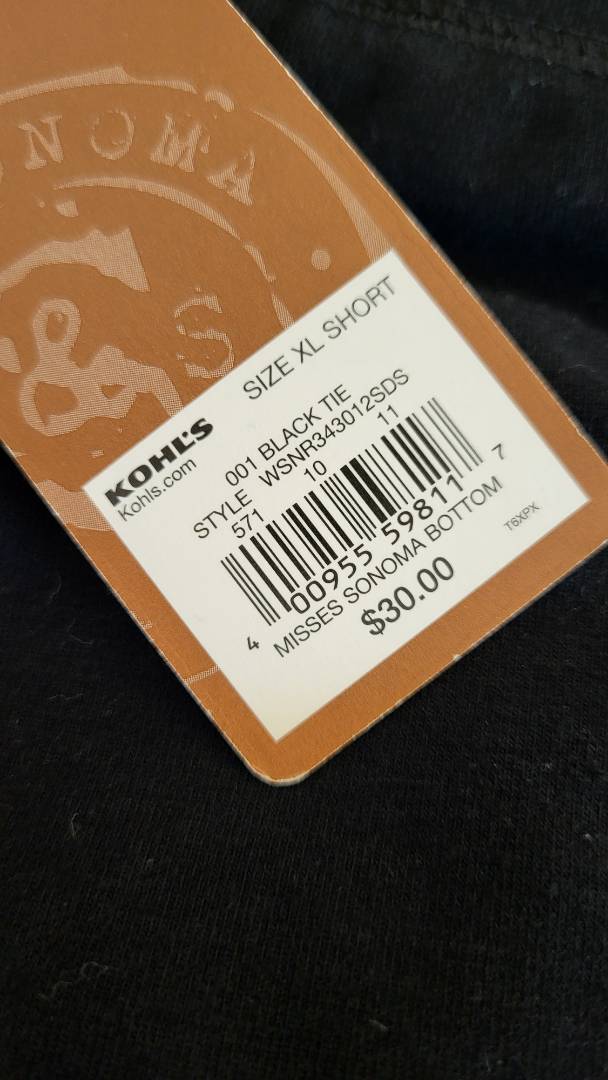 SONOMA
& S
SIZE XL SHORT
KOHL'S
Kohls.com
001 BLACK TIE
STYLE WSNR343012SDS
571 10 11
4 00955 59811 7
MISSES SONOMA BOTTOM
T6XPX
$30.00